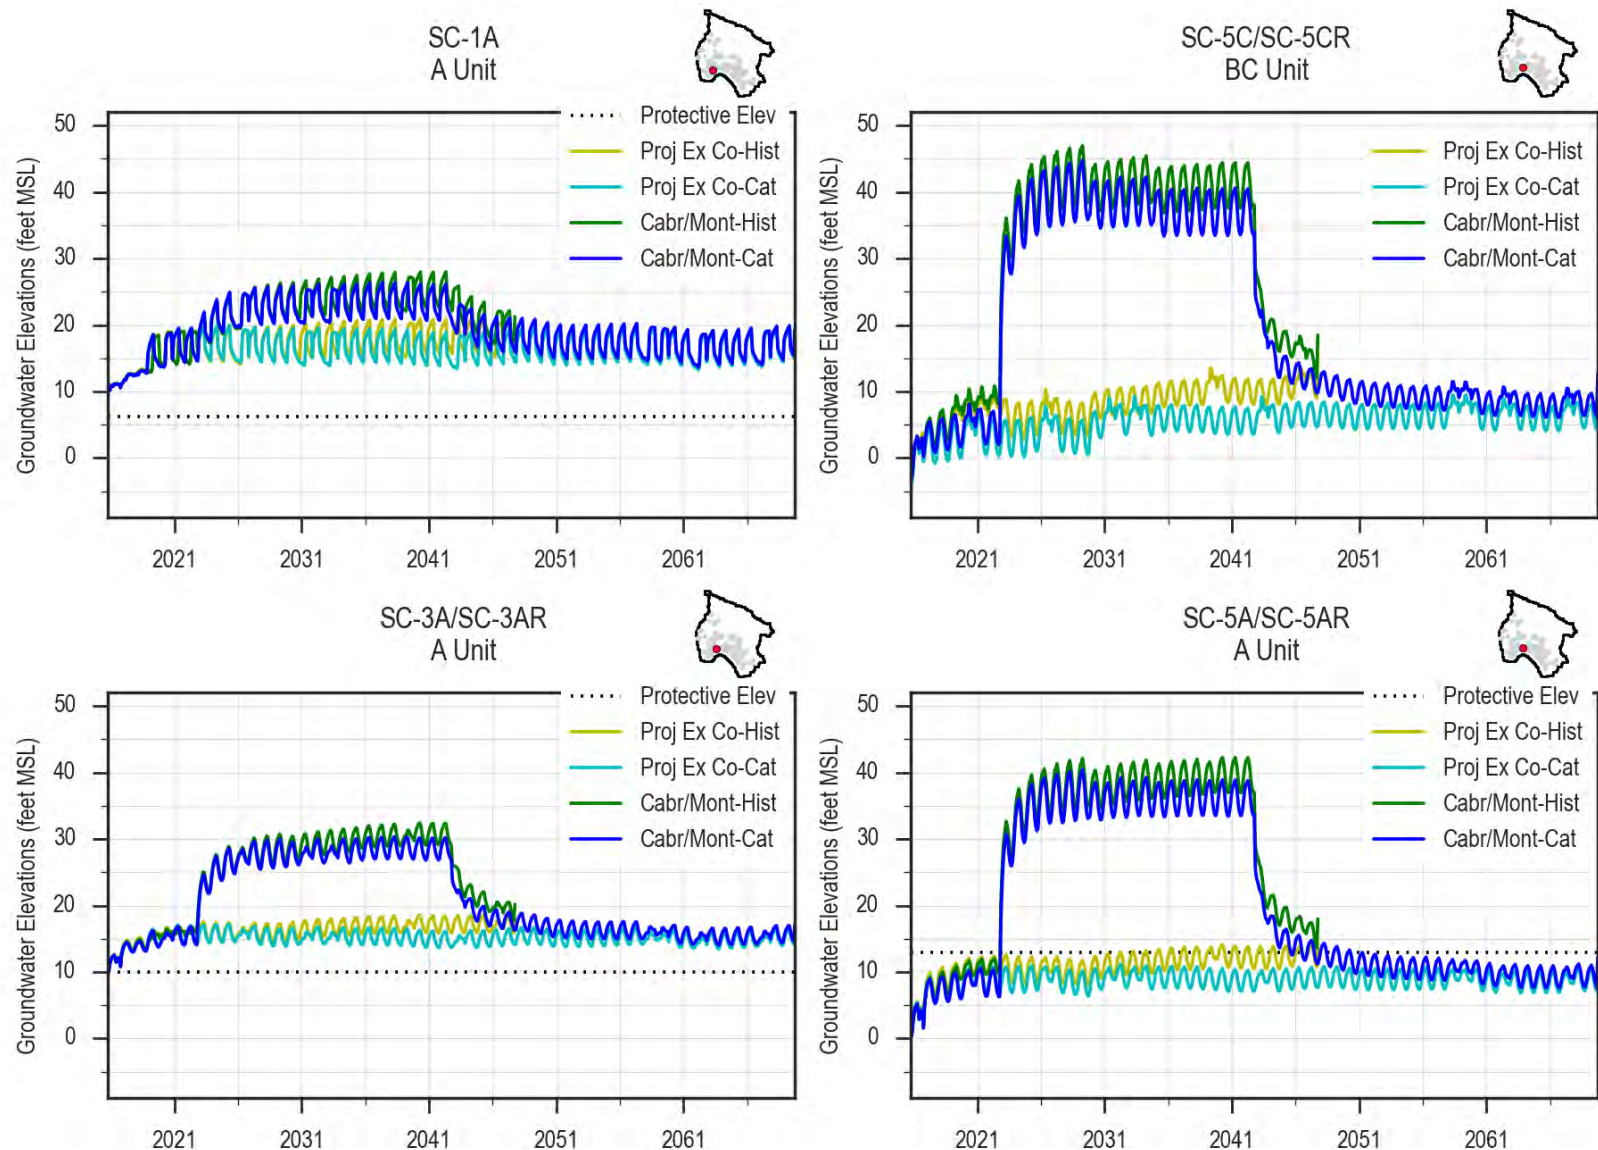 SC-1A
A Unit
Groundwater Elevations (feet MSL)
50
40
30
20
10
0
Protective Elev
Proj Ex Co-Hist
Proj Ex Co-Cat
Cabr/Mont-Hist
Cabr/Mont-Cat
2021 2031 2041 2051 2061
SC-5C/SC-5CR
BC Unit
Groundwater Elevations (feet MSL)
50
40
30
20
10
0
Proj Ex Co-Hist
Proj Ex Co-Cat
Cabr/Mont-Hist
Cabr/Mont-Cat
2021 2031 2041 2051 2061
SC-3A/SC-3AR
A Unit
Groundwater Elevations (feet MSL)
50
40
30
20
10
0
Protective Elev
Proj Ex Co-Hist
Proj Ex Co-Cat
Cabr/Mont-Hist
Cabr/Mont-Cat
2021 2031 2041 2051 2061
SC-5A/SC-5AR
A Unit
Groundwater Elevations (feet MSL)
50
40
30
20
10
0
Protective Elev
Proj Ex Co-Hist
Proj Ex Co-Cat
Cabr/Mont-Hist
Cabr/Mont-Cat
2021 2031 2041 2051 2061